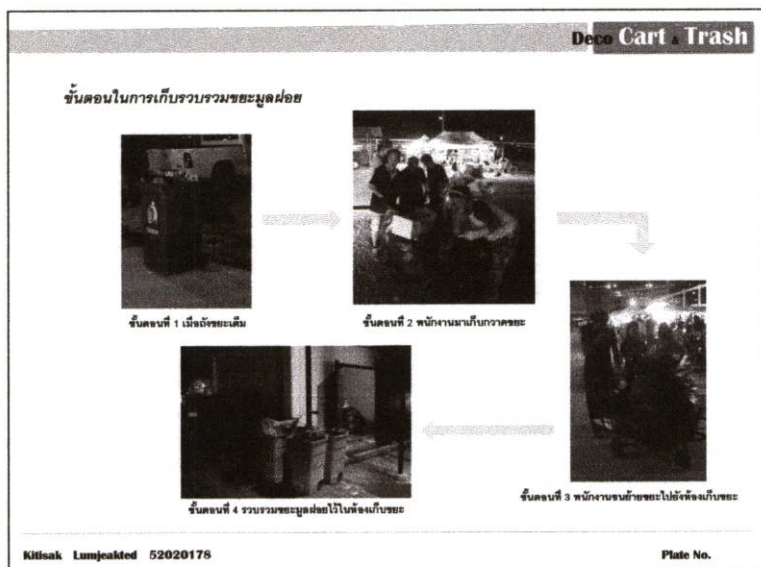 Deco Cart & Trash
ขั้นตอนในการเก็บรวบรวมขยะมูลฝอย
ขั้นตอนที่ 1 เมื่อถังขยะเต็ม
ขั้นตอนที่ 2 พนักงานมาเก็บกวาดขยะ
ขั้นตอนที่ 3 พนักงานขนย้ายขยะไปยังห้องเก็บขยะ
ขั้นตอนที่ 4 รวบรวมขยะมูลฝอยไว้ในห้องเก็บขยะ
Kitisak Lumjeakted 52020178
Plate No.